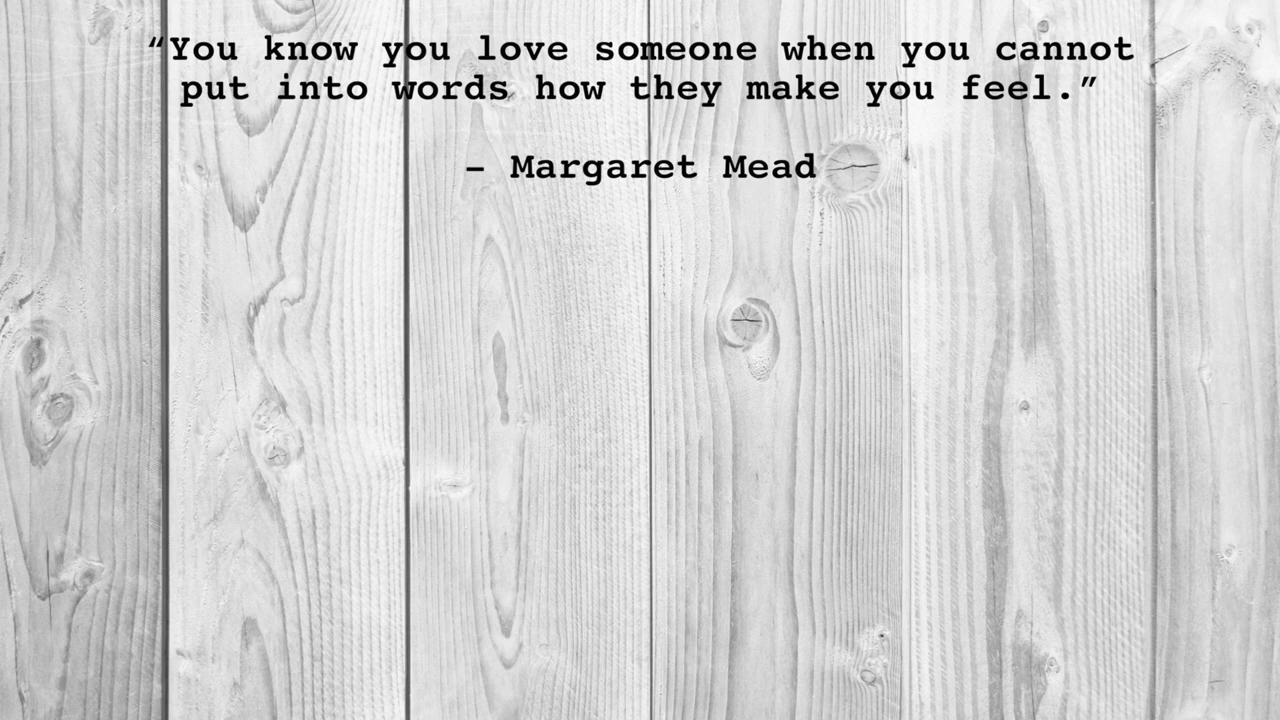 “You know you love someone when you cannot
put into words how they make you feel.”
– Margaret Mead